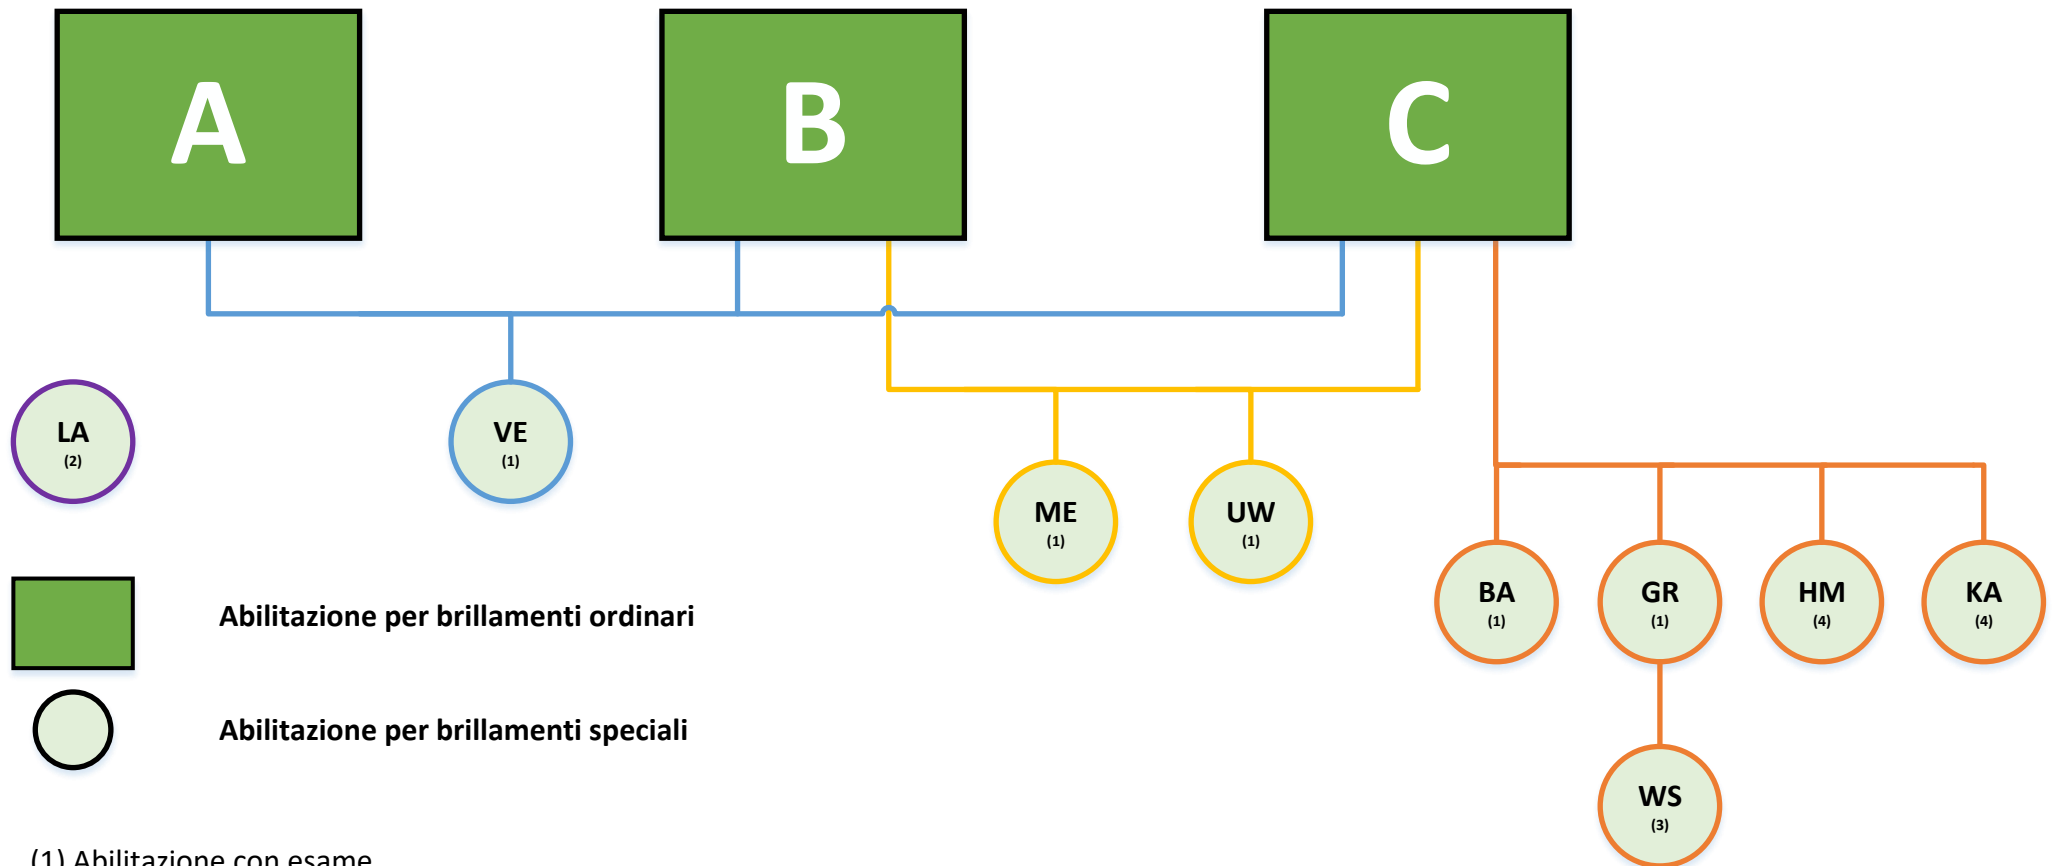 A
B
C
LA
(2)
VE
(1)
ME
(1)
UW
(1)
BA
(1)
GR
(1)
HM
(4)
KA
(4)
Abilitazione per brillamenti ordinari
Abilitazione per brillamenti speciali
WS
(3)
(1) Abilitazione con esame